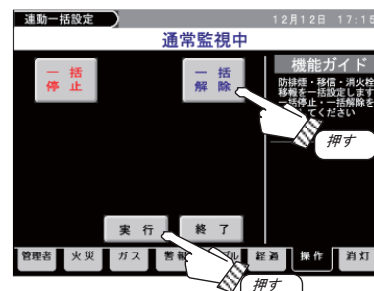 連動一括設定
12月12日 17:15
通常監視中
一括
停止
一括
解除
機能ガイド
防排煙・移信・消火栓
移報を一括設定します
一括停止・一括解除を
てください
押す
実行
終了
管理者
火災
ガス
警報
ル
経過
操作
消灯
押す